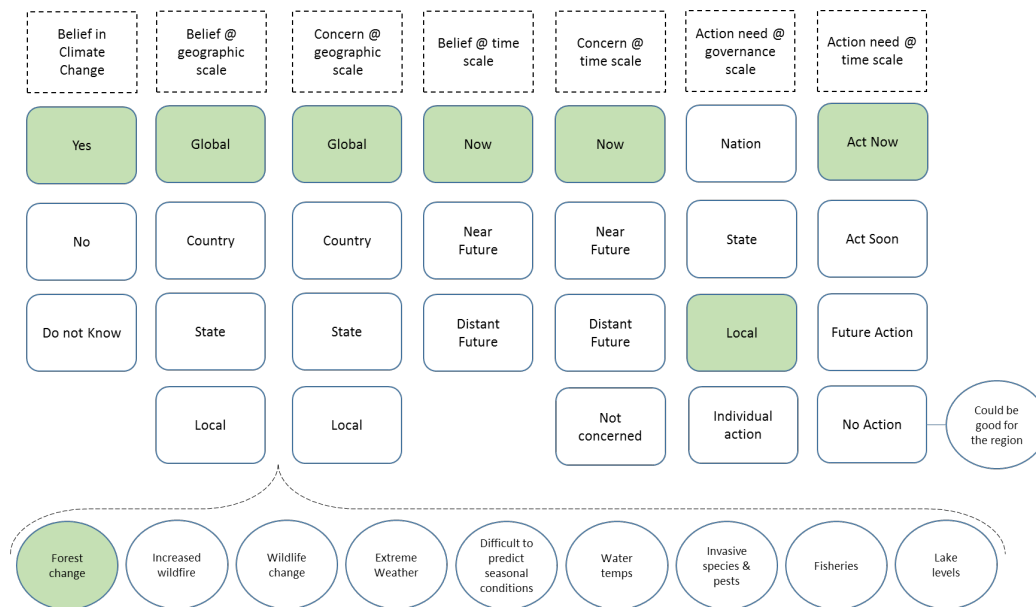 Belief in
Climate
Change
Belief @
geographic
scale
Concern @
geographic
scale
Belief @ time
scale
Concern @
time scale
Action need @
governance
scale
Action need @
time scale
Yes
Global
Global
Now
Now
Nation
Act Now
No
Country
Country
Near
Future
Near
Future
State
Act Soon
Do not Know
State
State
Distant
Future
Distant
Future
Local
Future Action
Local
Local
Not
concerned
Individual
action
No Action
Could be
good for
the region
Forest
change
Increased
wildfire
Wildlife
change
Extreme
Weather
Difficult to
predict
seasonal
conditions
Water
temps
Invasive
species &
pests
Fisheries
Lake
levels